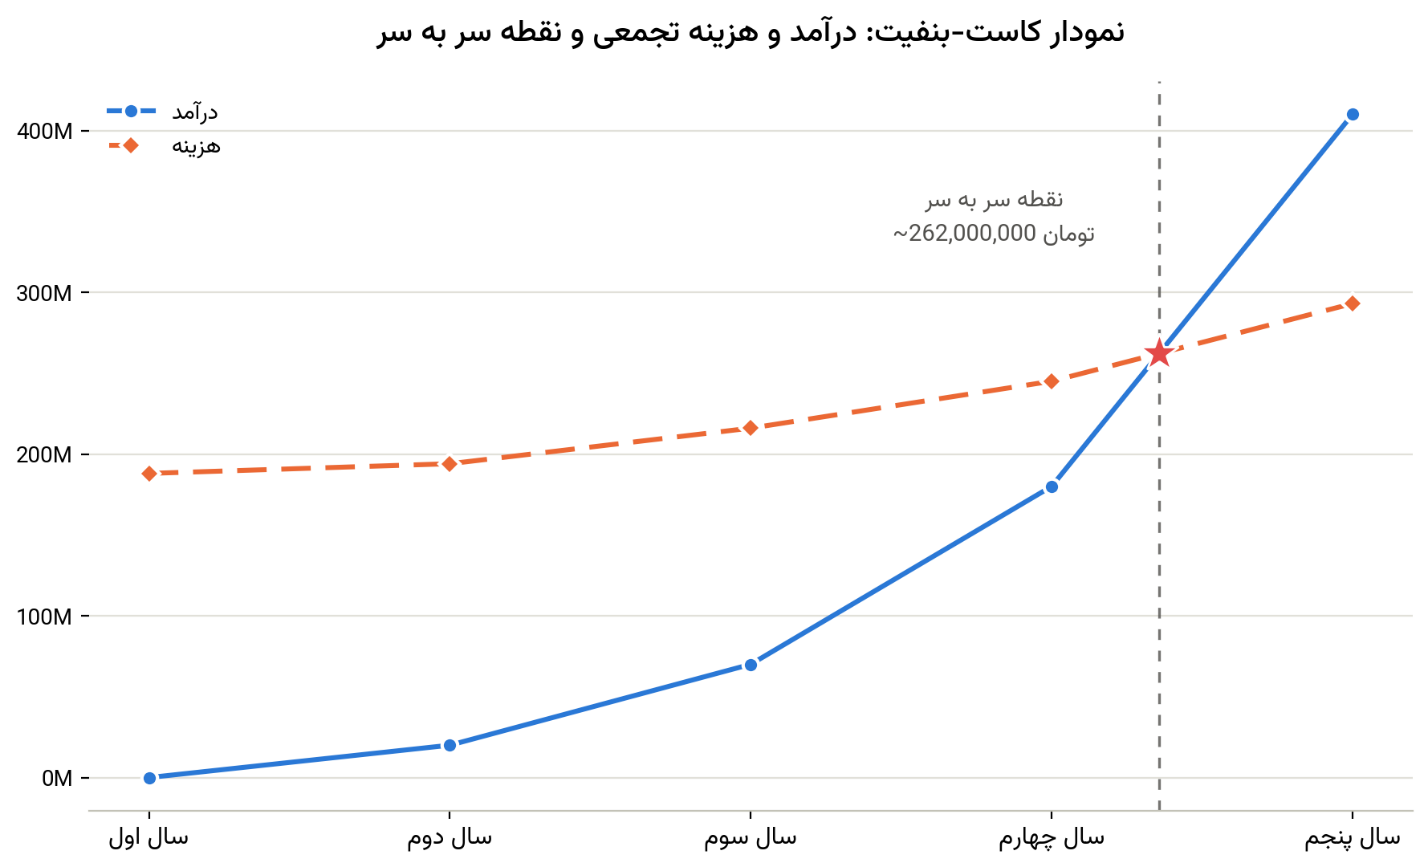 نمودار کاست-بنفیت: درآمد و هزینه تجمعی و نقطه سر به سر
درآمد
هزینه
400M
300M
200M
100M
0M
نقطه سر به سر
~262,000,000 تومان
سال اول
سال دوم
سال سوم
سال چهارم
سال پنجم